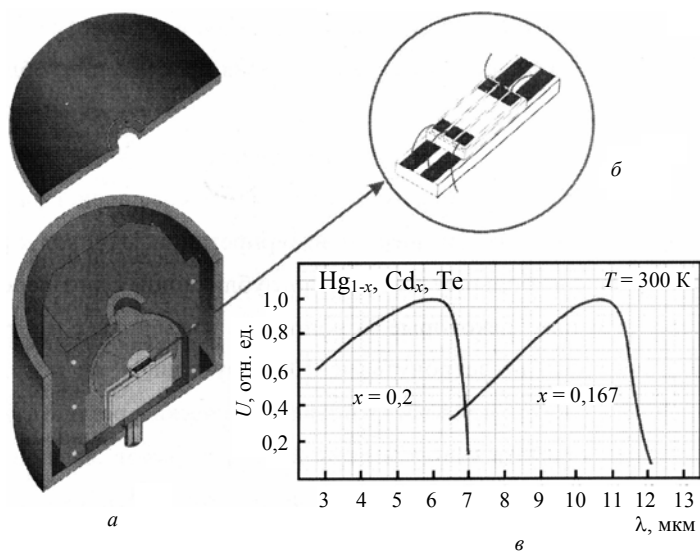 б
Hg1-x, Cdx, Te
T = 300 К
U, отн. ед.
1,0
0,8
0,6
0,4
0,2
x = 0,2
x = 0,167
3 4 5 6 7 8 9 10 11 12 13
λ, мкм
а
в